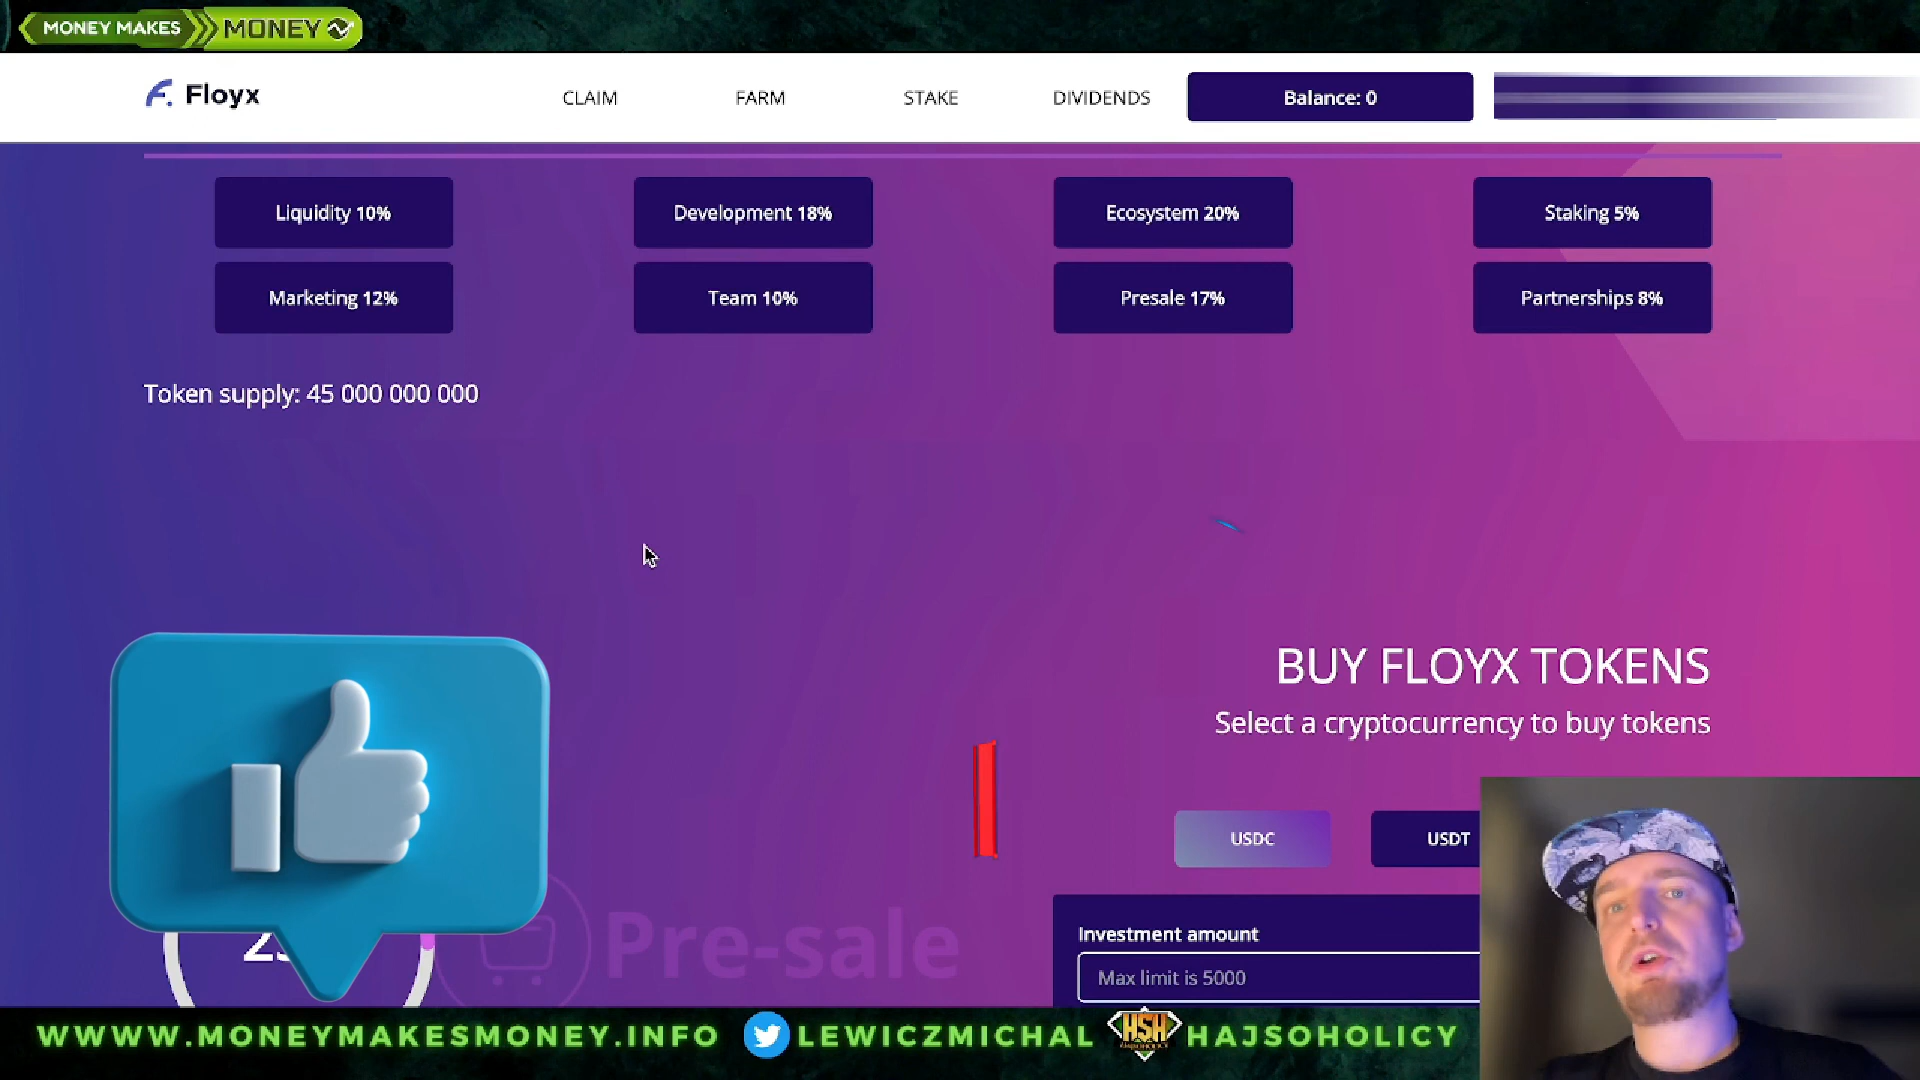 MONEY MAKES MONEY
Floyx
CLAIM
FARM
STAKE
DIVIDENDS
Balance: 0
Liquidity 10%
Development 18%
Ecosystem 20%
Staking 5%
Marketing 12%
Team 10%
Presale 17%
Partnerships 8%
Token supply: 45 000 000 000
BUY FLOYX TOKENS
Select a cryptocurrency to buy tokens
USDC
USDT
Pre-sale
Investment amount
Max limit is 5000
WWWW.MONEYMAKESMONEY.INFO
LEWICZMICHAL
HSH
HAJSOHOLICY